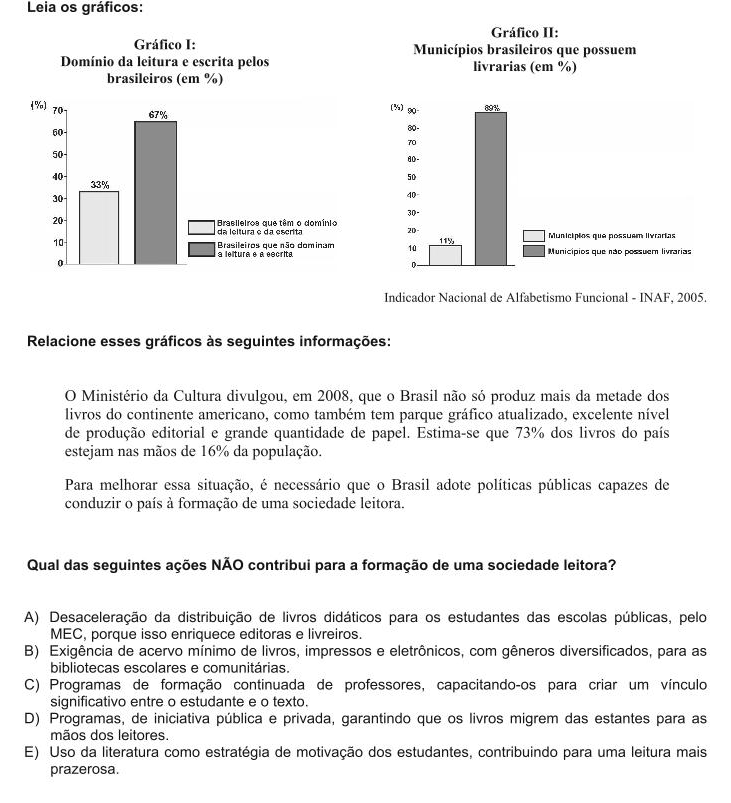 Leia os gráficos:
Gráfico I:
Domínio da leitura e escrita pelos
brasileiros (em %)
(%)
70
60
50
40
30
20
10
0
33%
67%
Brasileiros que têm o domínio
da leitura e da escrita
Brasileiros que não dominam
a leitura e a escrita
Gráfico II:
Municípios brasileiros que possuem
livrarias (em %)
(%)
90
80
70
60
50
40
30
20
10
0
11%
89%
Municípios que possuem livrarias
Municípios que não possuem livrarias
Indicador Nacional de Alfabetismo Funcional - INAF, 2005.
Relacione esses gráficos às seguintes informações:
O Ministério da Cultura divulgou, em 2008, que o Brasil não só produz mais da metade dos
livros do continente americano, como também tem parque gráfico atualizado, excelente nível
de produção editorial e grande quantidade de papel. Estima-se que 73% dos livros do país
estejam nas mãos de 16% da população.
Para melhorar essa situação, é necessário que o Brasil adote políticas públicas capazes de
conduzir o país à formação de uma sociedade leitora.
Qual das seguintes ações NÃO contribui para a formação de uma sociedade leitora?
A) Desaceleração da distribuição de livros didáticos para os estudantes das escolas públicas, pelo
MEC, porque isso enriquece editoras e livreiros.
B) Exigência de acervo mínimo de livros, impressos e eletrônicos, com gêneros diversificados, para as
bibliotecas escolares e comunitárias.
C) Programas de formação continuada de professores, capacitando-os para criar um vínculo
significativo entre o estudante e o texto.
D) Programas, de iniciativa pública e privada, garantindo que os livros migrem das estantes para as
mãos dos leitores.
E) Uso da literatura como estratégia de motivação dos estudantes, contribuindo para uma leitura mais
prazerosa.